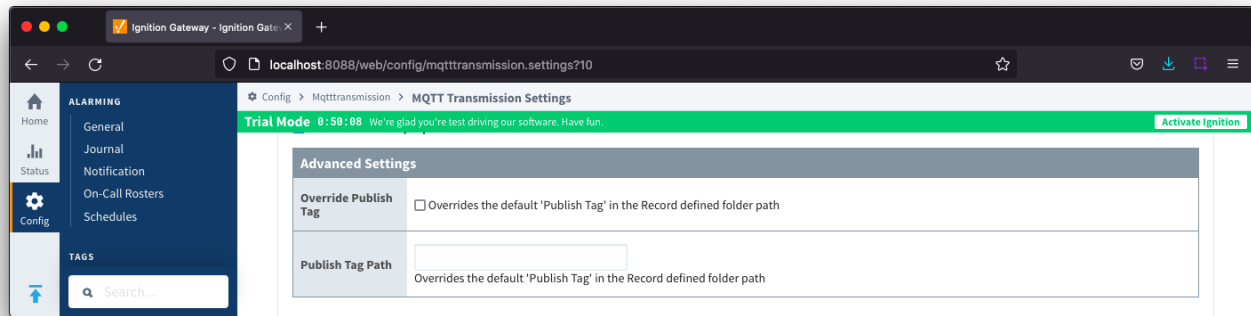 Ignition Gateway - Ignition Gate
localhost:8088/web/config/mqtttransmission.settings?10
Home
Status
Config
ALARMING
General
Journal
Notification
On-Call Rosters
Schedules
TAGS
Search...
Config > Mqtttransmission > MQTT Transmission Settings
Trial Mode 0:50:08 We're glad you're test driving our software. Have fun.
Activate Ignition
Advanced Settings
Override Publish
Tag
Overrides the default 'Publish Tag' in the Record defined folder path
Publish Tag Path
Overrides the default 'Publish Tag' in the Record defined folder path